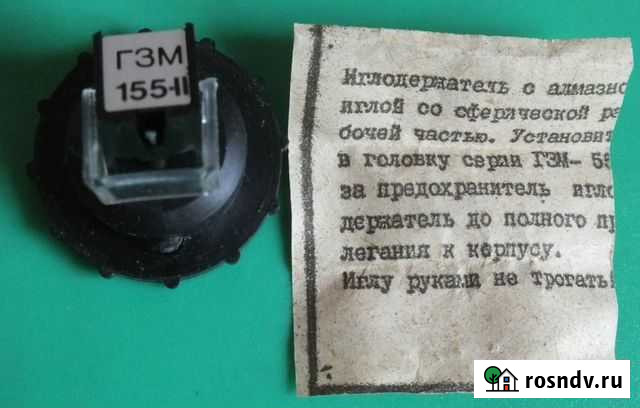 ГЗМ
155-II
Иглодержатель с алмазно
иглой со сферической ра
бочей частью. Установит
в головку серии ГЗМ-
за предохранитель игло
держатель до полного пр
легания к корпусу.
Иглу руками не трогать!
rosndv.ru